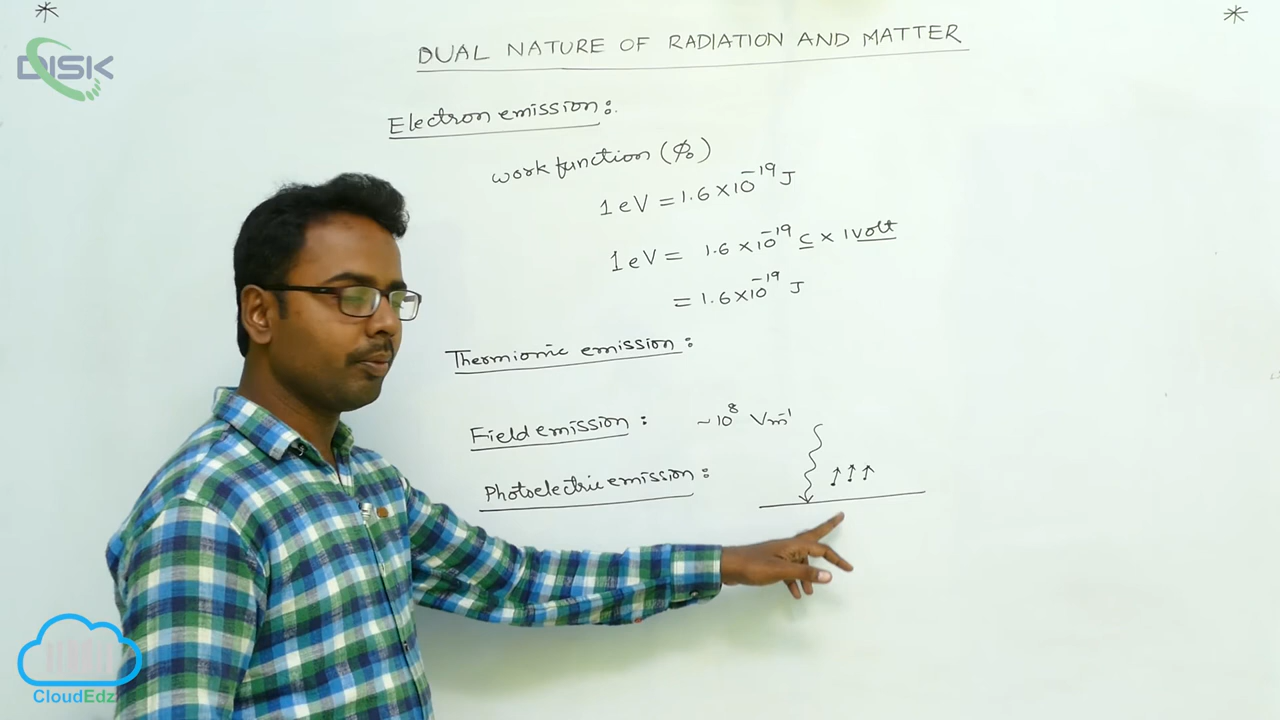 DUAL NATURE OF RADIATION AND MATTER
DISK
Electron emission:
work function (ϕ₀)
1 eV = 1.6 × 10⁻¹⁹ J
1 eV = 1.6 × 10⁻¹⁹ C × 1 volt
= 1.6 × 10⁻¹⁹ J
Thermionic emission:
Field emission: ~10⁸ Vm⁻¹
Photoelectric emission:
CloudEdz